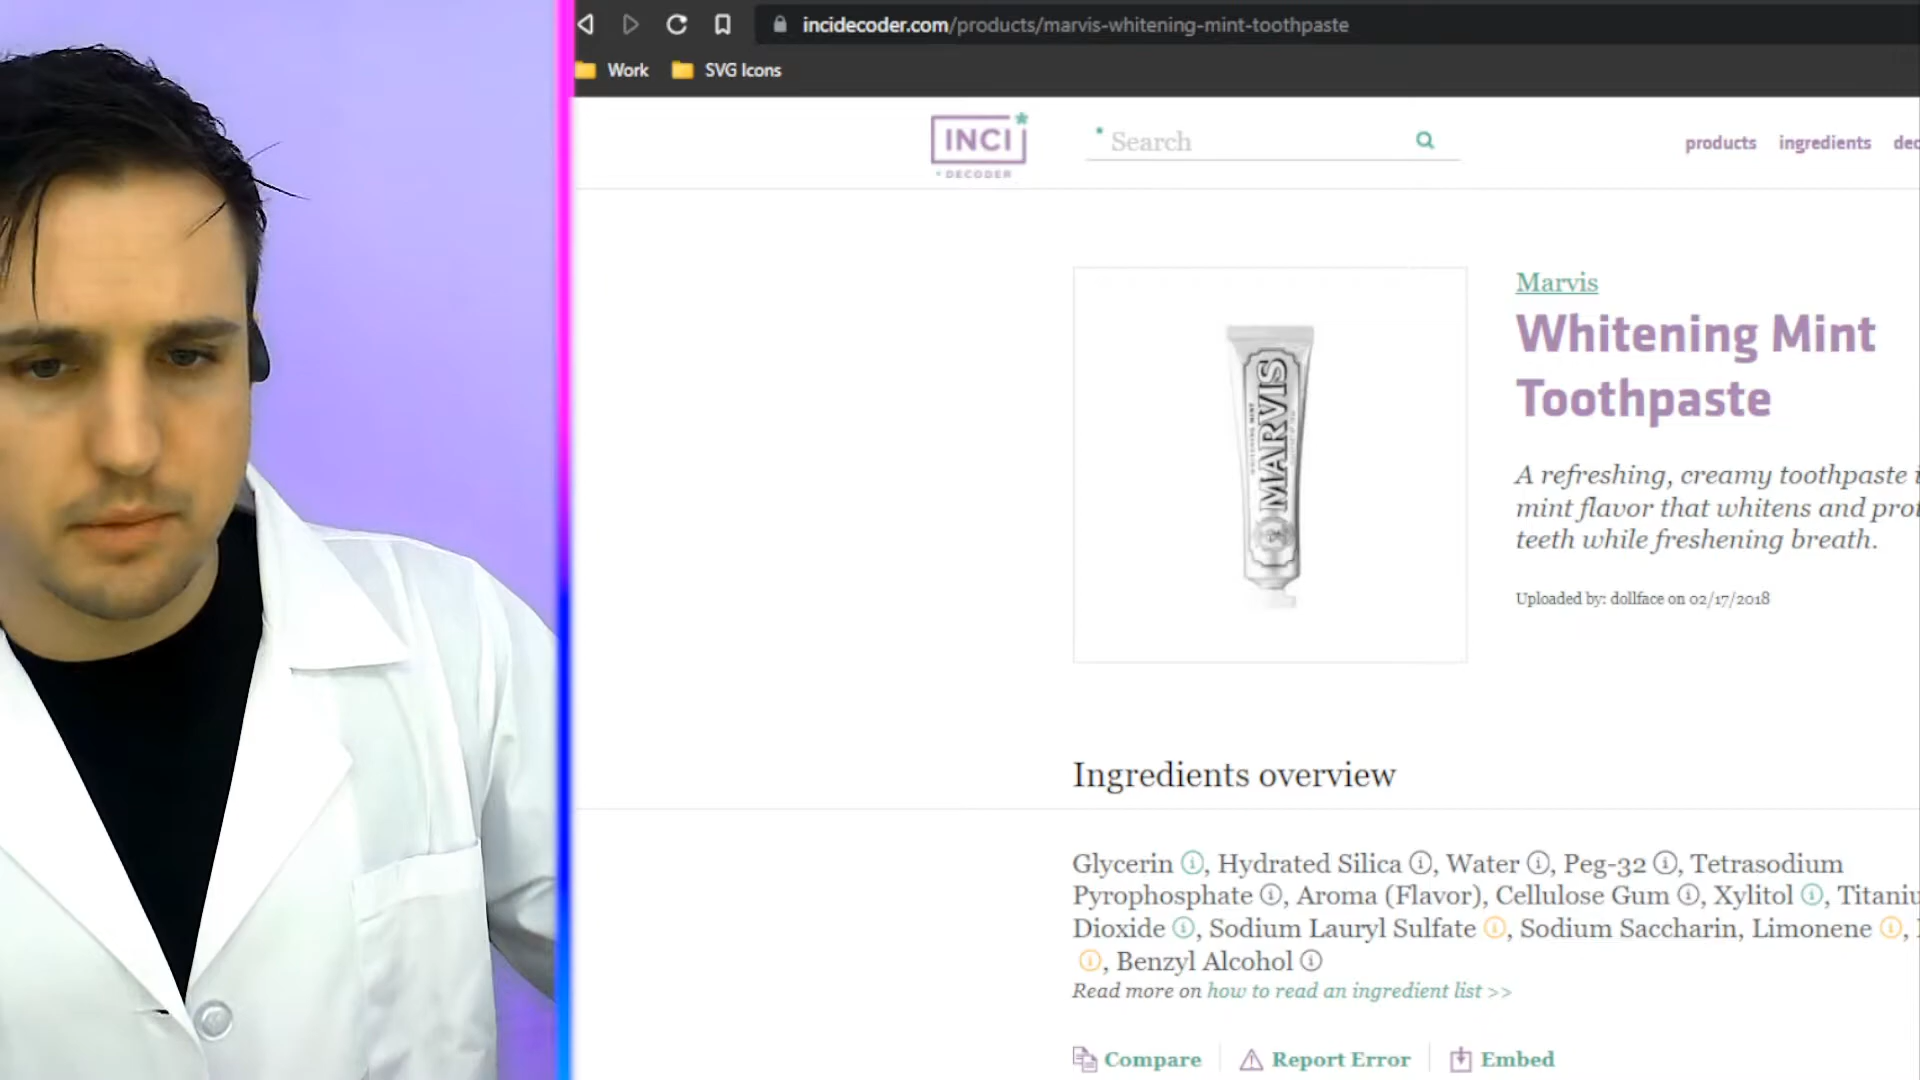 incidecoder.com/products/marvis-whitening-mint-toothpaste
Work SVG Icons
INCI
DECODER
Search
products ingredients
Marvis
Whitening Mint
Toothpaste
MARVIS
A refreshing, creamy toothpaste
mint flavor that whitens and
teeth while freshening breath.
Uploaded by: dollface on 02/17/2018
Ingredients overview
Glycerin, Hydrated Silica, Water, Peg-32, Tetrasodium
Pyrophosphate, Aroma (Flavor), Cellulose Gum, Xylitol
Dioxide, Sodium Lauryl Sulfate, Sodium Saccharin, Limonene,
, Benzyl Alcohol
Read more on how to read an ingredient list >>
Compare Report Error Embed